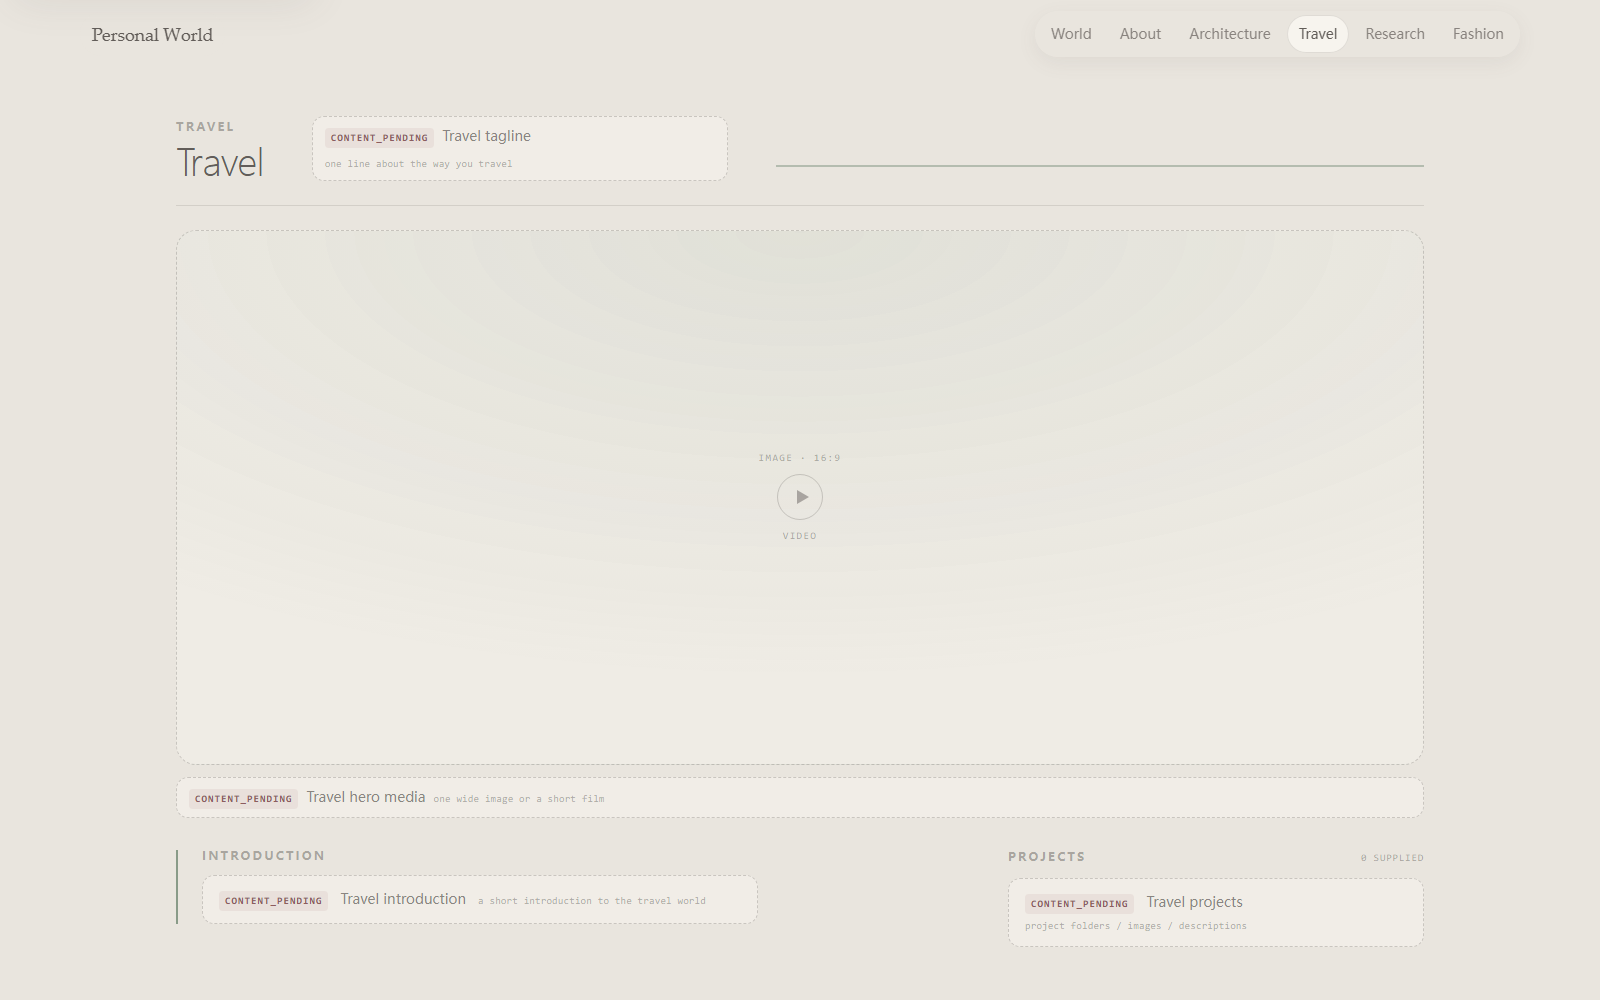 Personal World
World About Architecture Travel Research Fashion
TRAVEL
Travel
CONTENT_PENDING Travel tagline
one line about the way you travel
IMAGE · 16:9
VIDEO
CONTENT_PENDING Travel hero media one wide image or a short film
INTRODUCTION
CONTENT_PENDING Travel introduction a short introduction to the travel world
PROJECTS 0 SUPPLIED
CONTENT_PENDING Travel projects
project folders / images / descriptions